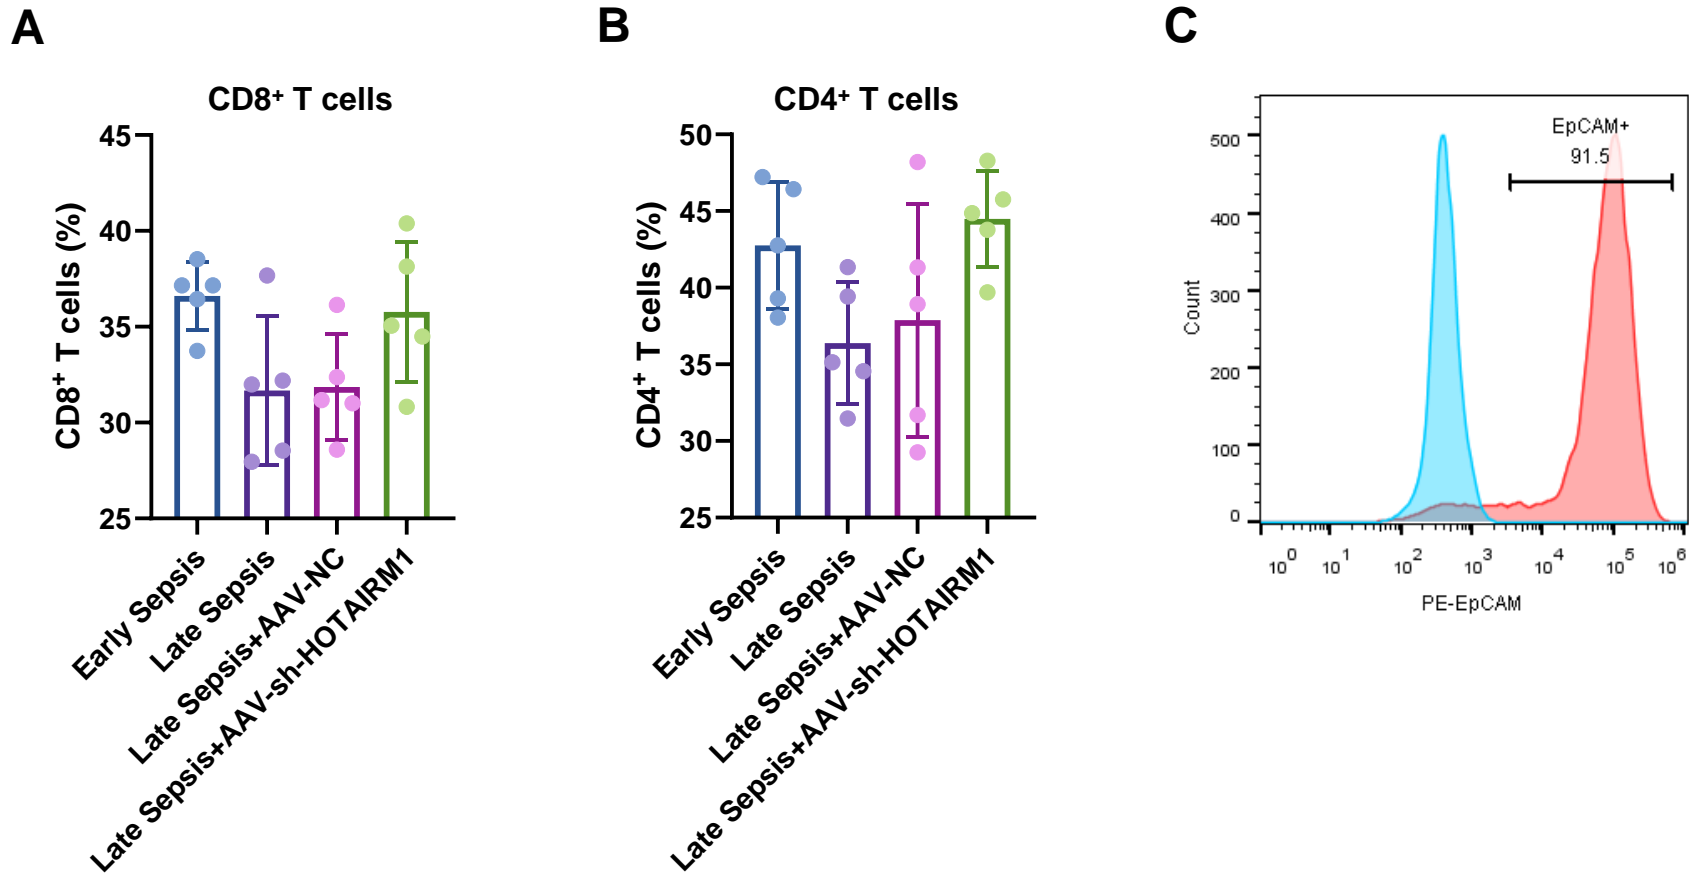 A
B
C
CD8⁺ T cells
CD8⁺ T cells (%)
45
40
35
30
25
Early Sepsis
Late Sepsis
Late Sepsis+AAV-NC
Late Sepsis+AAV-sh-HOTAIRM1
CD4⁺ T cells
CD4⁺ T cells (%)
50
45
40
35
30
25
Early Sepsis
Late Sepsis
Late Sepsis+AAV-NC
Late Sepsis+AAV-sh-HOTAIRM1
EpCAM+
91.5
Count
500
400
300
200
100
0
10⁰ 10¹ 10² 10³ 10⁴ 10⁵ 10⁶
PE-EpCAM